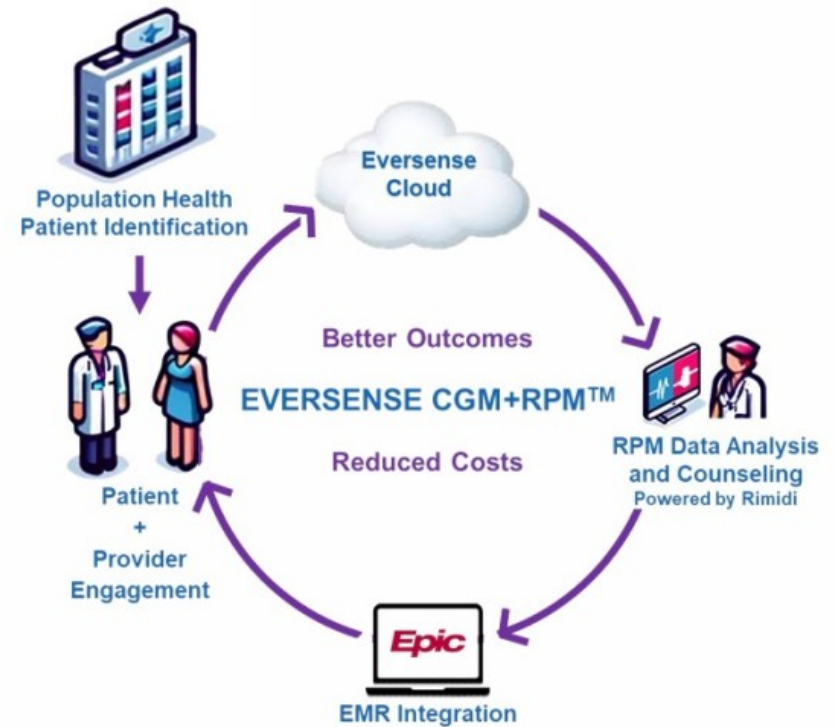 Population Health
Patient Identification
Eversense
Cloud
Better Outcomes
EVERSENSE CGM+RPM™
Reduced Costs
RPM Data Analysis
and Counseling
Powered by Rimidi
Patient
+
Provider
Engagement
Epic
EMR Integration